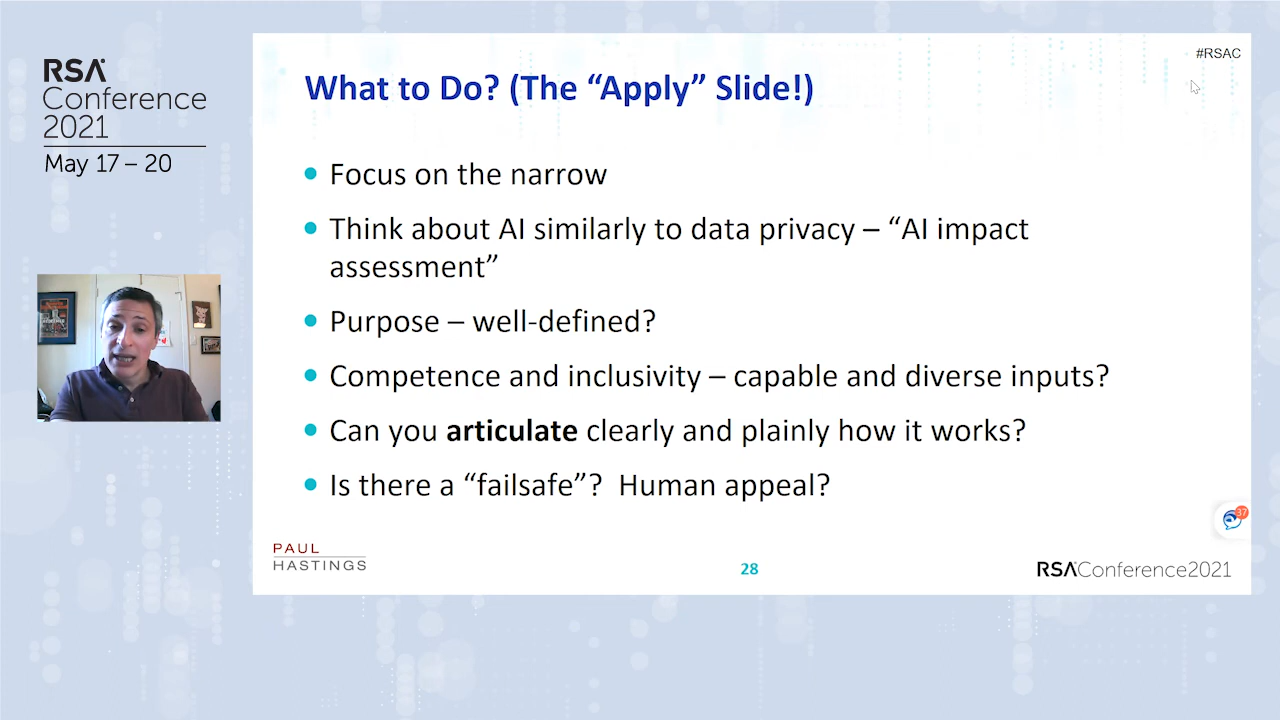 RSA
Conference
2021
May 17 – 20
#RSAC
What to Do? (The “Apply” Slide!)
Focus on the narrow
Think about AI similarly to data privacy – “AI impact
assessment”
Purpose – well-defined?
Competence and inclusivity – capable and diverse inputs?
Can you articulate clearly and plainly how it works?
Is there a “failsafe”?  Human appeal?
37
PAUL
HASTINGS
28
RSAConference2021